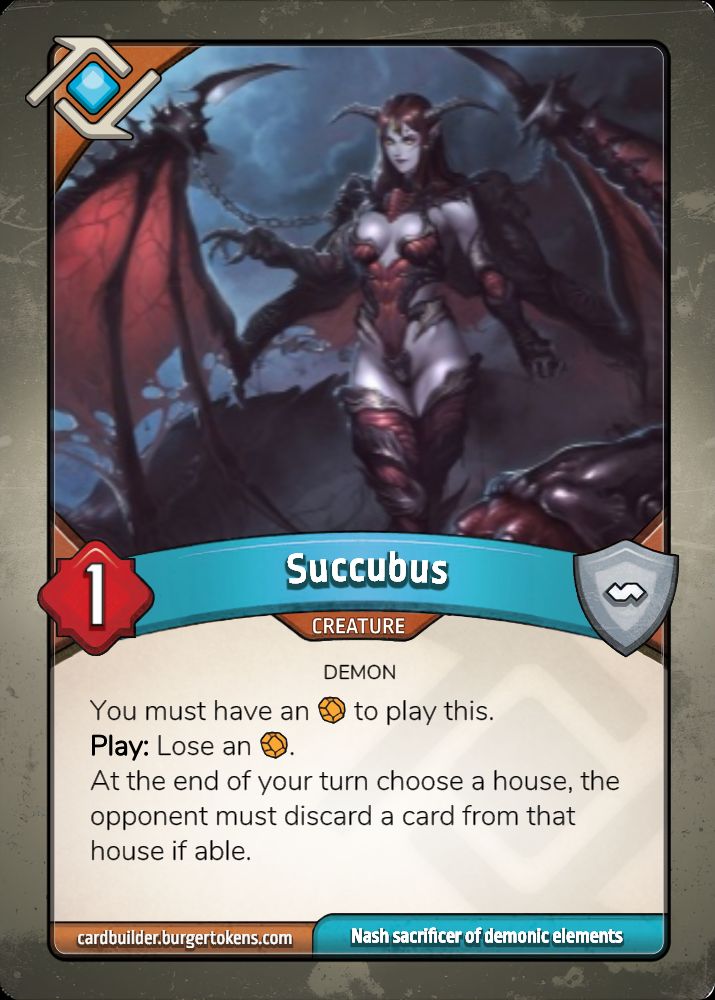 1
Succubus
CREATURE
DEMON
You must have an to play this.
Play: Lose an .
At the end of your turn choose a house, the
opponent must discard a card from that
house if able.
cardbuilder.burgertokens.com
Nash sacrificer of demonic elements